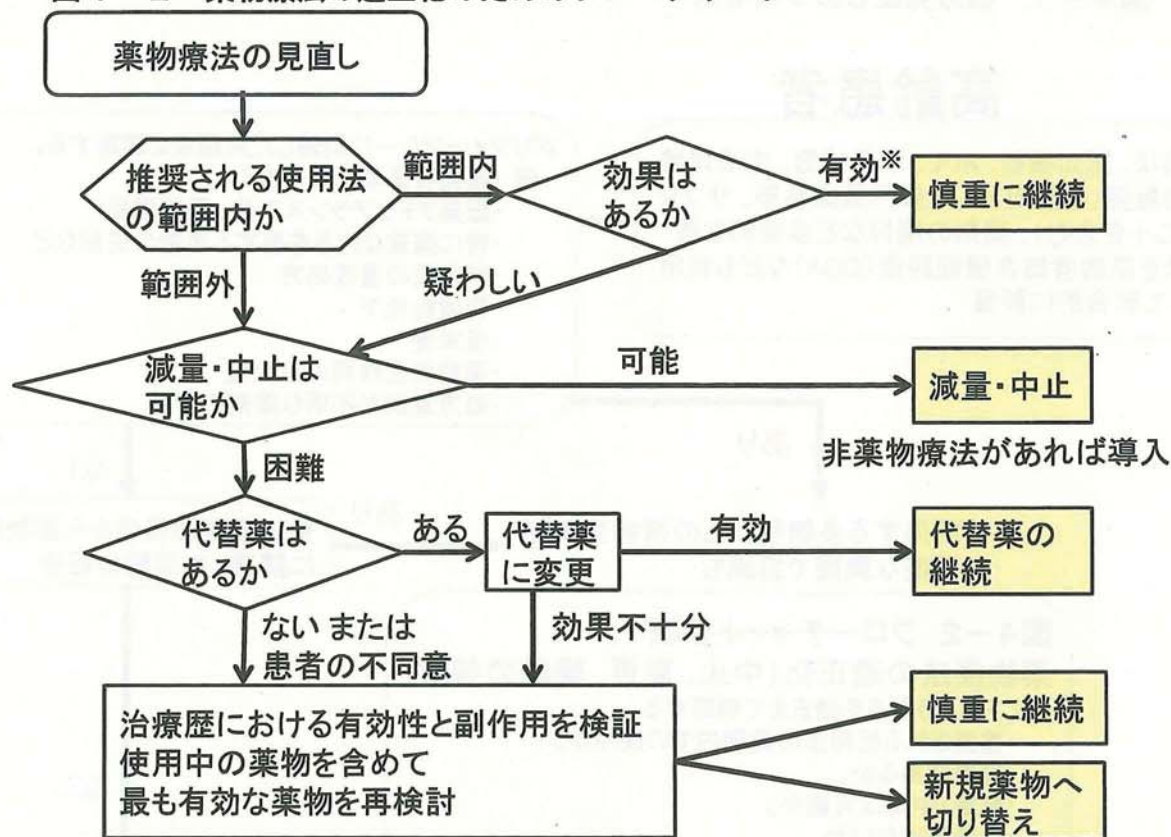 薬物療法の見直し
推奨される使用法
の範囲内か
範囲内
効果は
あるか
有効※
慎重に継続
範囲外
疑わしい
減量・中止は
可能か
可能
減量・中止
非薬物療法があれば導入
困難
代替薬は
あるか
ある
代替薬
に変更
有効
代替薬の
継続
ない または
患者の不同意
効果不十分
治療歴における有効性と副作用を検証
使用中の薬物を含めて
最も有効な薬物を再検討
慎重に継続
新規薬物へ
切り替え